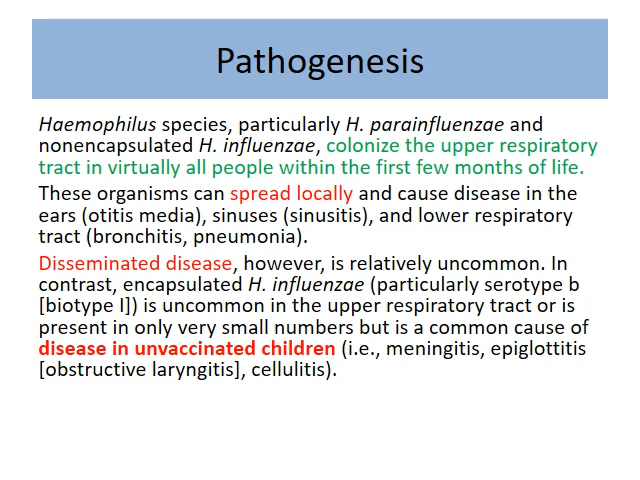 Pathogenesis
Haemophilus species, particularly H. parainfluenzae and
nonencapsulated H. influenzae, colonize the upper respiratory
tract in virtually all people within the first few months of life.
These organisms can spread locally and cause disease in the
ears (otitis media), sinuses (sinusitis), and lower respiratory
tract (bronchitis, pneumonia).
Disseminated disease, however, is relatively uncommon. In
contrast, encapsulated H. influenzae (particularly serotype b
[biotype I]) is uncommon in the upper respiratory tract or is
present in only very small numbers but is a common cause of
disease in unvaccinated children (i.e., meningitis, epiglottitis
[obstructive laryngitis], cellulitis).